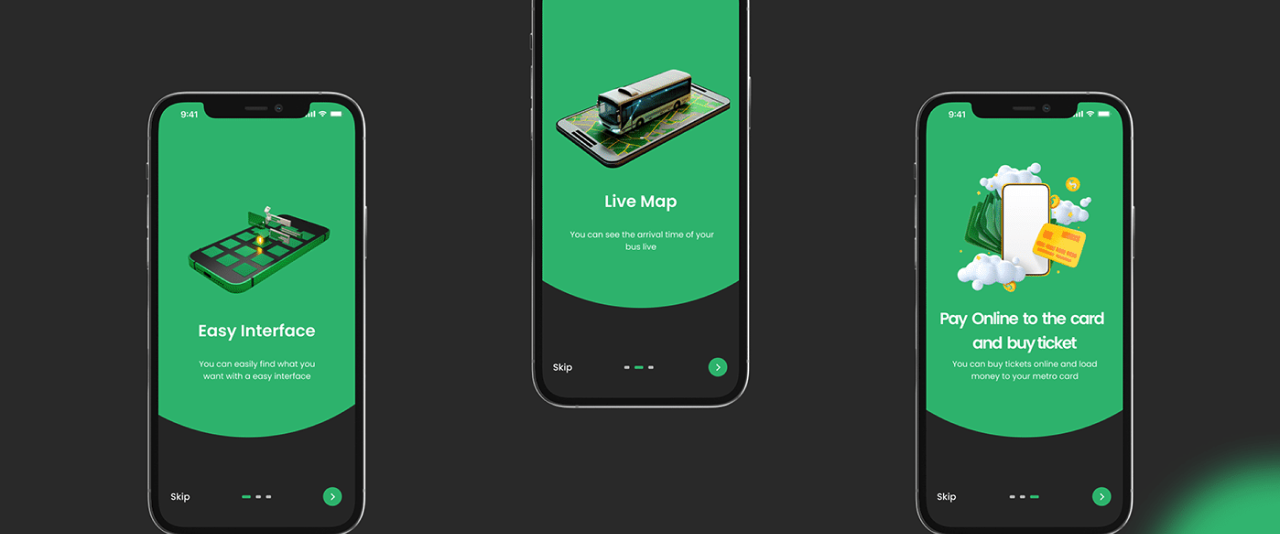 9:41
Easy Interface
You can easily find what you
want with a easy interface
Skip
Live Map
You can see the arrival time of your
bus live
Skip
9:41
Pay Online to the card
and buy ticket
You can buy tickets online and load
money to your metro card
Skip